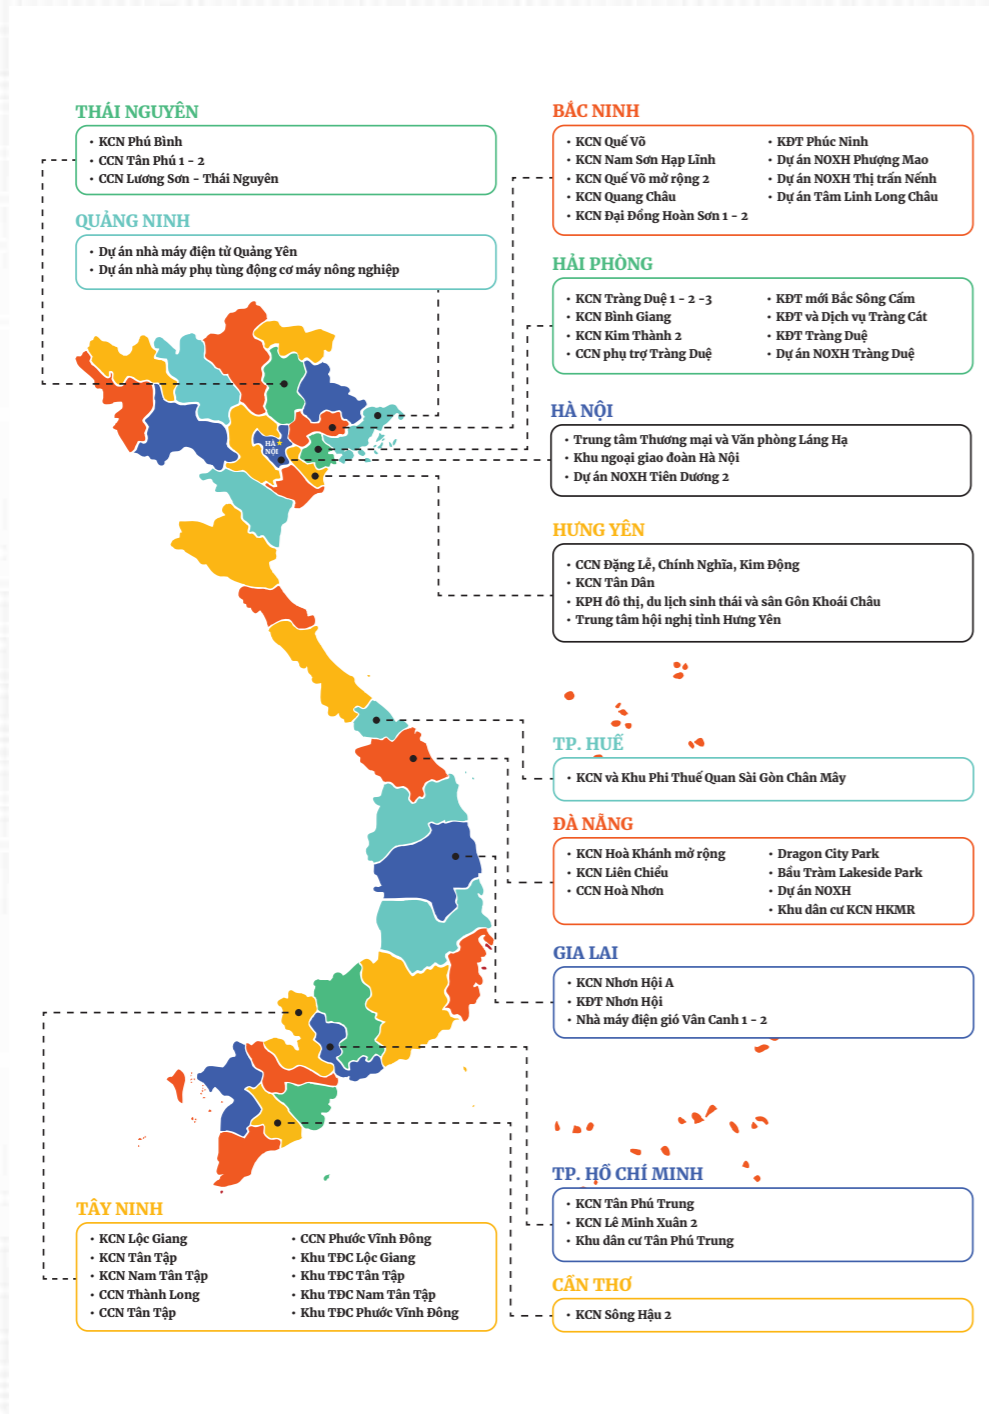 THÁI NGUYÊN
• KCN Phú Bình
• CCN Tân Phú 1 - 2
• CCN Lương Sơn - Thái Nguyên
QUẢNG NINH
• Dự án nhà máy điện tử Quảng Yên
• Dự án nhà máy phụ tùng động cơ máy nông nghiệp
BẮC NINH
• KCN Quế Võ
• KCN Nam Sơn Hạp Lĩnh
• KCN Quế Võ mở rộng 2
• KCN Quang Châu
• KCN Đại Đồng Hoàn Sơn 1 - 2
• KĐT Phúc Ninh
• Dự án NOXH Phượng Mao
• Dự án NOXH Thị trấn Nếnh
• Dự án Tâm Linh Long Châu
HẢI PHÒNG
• KCN Tràng Duệ 1 - 2 -3
• KCN Bình Giang
• KCN Kim Thành 2
• CCN phụ trợ Tràng Duệ
• KĐT mới Bắc Sông Cấm
• KĐT và Dịch vụ Tràng Cát
• KĐT Tràng Duệ
• Dự án NOXH Tràng Duệ
HÀ NỘI
• Trung tâm Thương mại và Văn phòng Láng Hạ
• Khu ngoại giao đoàn Hà Nội
• Dự án NOXH Tiên Dương 2
HÀ
NỘI
HƯNG YÊN
• CCN Đặng Lễ, Chính Nghĩa, Kim Động
• KCN Tân Dân
• KPH đô thị, du lịch sinh thái và sân Gôn Khoái Châu
• Trung tâm hội nghị tỉnh Hưng Yên
TP. HUẾ
• KCN và Khu Phi Thuế Quan Sài Gòn Chân Mây
ĐÀ NẴNG
• KCN Hoà Khánh mở rộng
• KCN Liên Chiểu
• CCN Hoà Nhơn
• Dragon City Park
• Bầu Tràm Lakeside Park
• Dự án NOXH
• Khu dân cư KCN HKMR
GIA LAI
• KCN Nhơn Hội A
• KĐT Nhơn Hội
• Nhà máy điện gió Vân Canh 1 - 2
TP. HỒ CHÍ MINH
• KCN Tân Phú Trung
• KCN Lê Minh Xuân 2
• Khu dân cư Tân Phú Trung
TÂY NINH
• KCN Lộc Giang
• KCN Tân Tập
• KCN Nam Tân Tập
• CCN Thành Long
• CCN Tân Tập
• CCN Phước Vĩnh Đông
• Khu TĐC Lộc Giang
• Khu TĐC Tân Tập
• Khu TĐC Nam Tân Tập
• Khu TĐC Phước Vĩnh Đông
CẦN THƠ
• KCN Sông Hậu 2